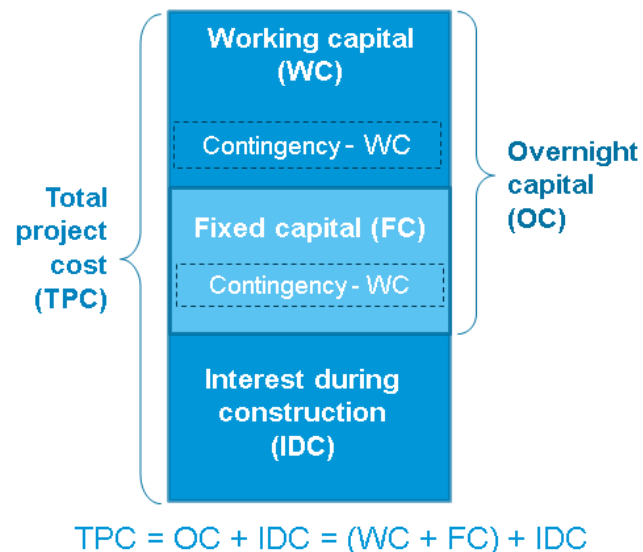 Working capital
(WC)
Contingency - WC
Total
project
cost
(TPC)
Fixed capital (FC)
Contingency - WC
Overnight
capital
(OC)
Interest during
construction
(IDC)
TPC = OC + IDC = (WC + FC) + IDC